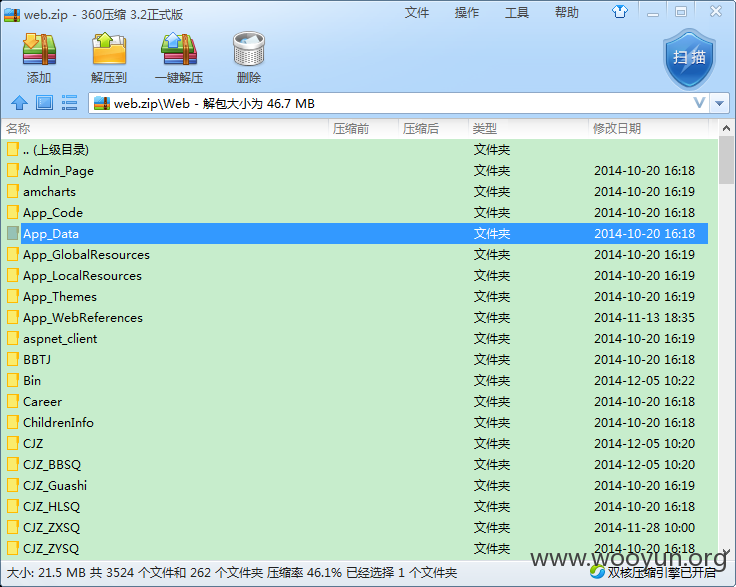 web.zip - 360压缩 3.2正式版 文件 操作 工具 帮助
添加 解压到 一键解压 删除 扫描
web.zip\Web - 解包大小为 46.7 MB
名称 压缩前 压缩后 类型 修改日期
.. (上级目录) 文件夹
Admin_Page 文件夹 2014-10-20 16:18
amcharts 文件夹 2014-10-20 16:19
App_Code 文件夹 2014-10-20 16:18
App_Data 文件夹 2014-10-20 16:18
App_GlobalResources 文件夹 2014-10-20 16:19
App_LocalResources 文件夹 2014-10-20 16:19
App_Themes 文件夹 2014-10-20 16:19
App_WebReferences 文件夹 2014-11-13 18:35
aspnet_client 文件夹 2014-10-20 16:19
BBTJ 文件夹 2014-10-20 16:18
Bin 文件夹 2014-12-05 10:22
Career 文件夹 2014-10-20 16:18
ChildrenInfo 文件夹 2014-10-20 16:18
CJZ 文件夹 2014-12-05 10:20
CJZ_BBSQ 文件夹 2014-12-05 10:20
CJZ_Guashi 文件夹 2014-10-20 16:19
CJZ_HLSQ 文件夹 2014-10-20 16:18
CJZ_ZXSQ 文件夹 2014-11-28 10:00
CJZ_ZYSQ 文件夹 2014-10-20 16:18
www.wooyun.org
大小: 21.5 MB 共 3524 个文件和 262 个文件夹 压缩率 46.1% 已经选择 1 个文件夹 双核压缩引擎已开启